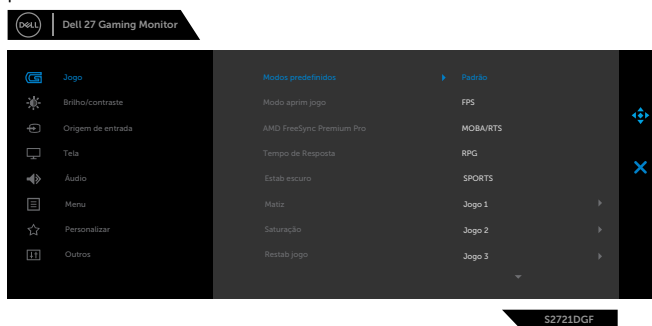 DELL
Dell 27 Gaming Monitor
Jogo
Modos predefinidos
Padrão
Brilho/contraste
Modo aprim jogo
FPS
Origem de entrada
AMD FreeSync Premium Pro
MOBA/RTS
Tela
Tempo de Resposta
RPG
Áudio
Estab escuro
SPORTS
Menu
Matiz
Jogo 1
Personalizar
Saturação
Jogo 2
Outros
Restab jogo
Jogo 3
S2721DGF